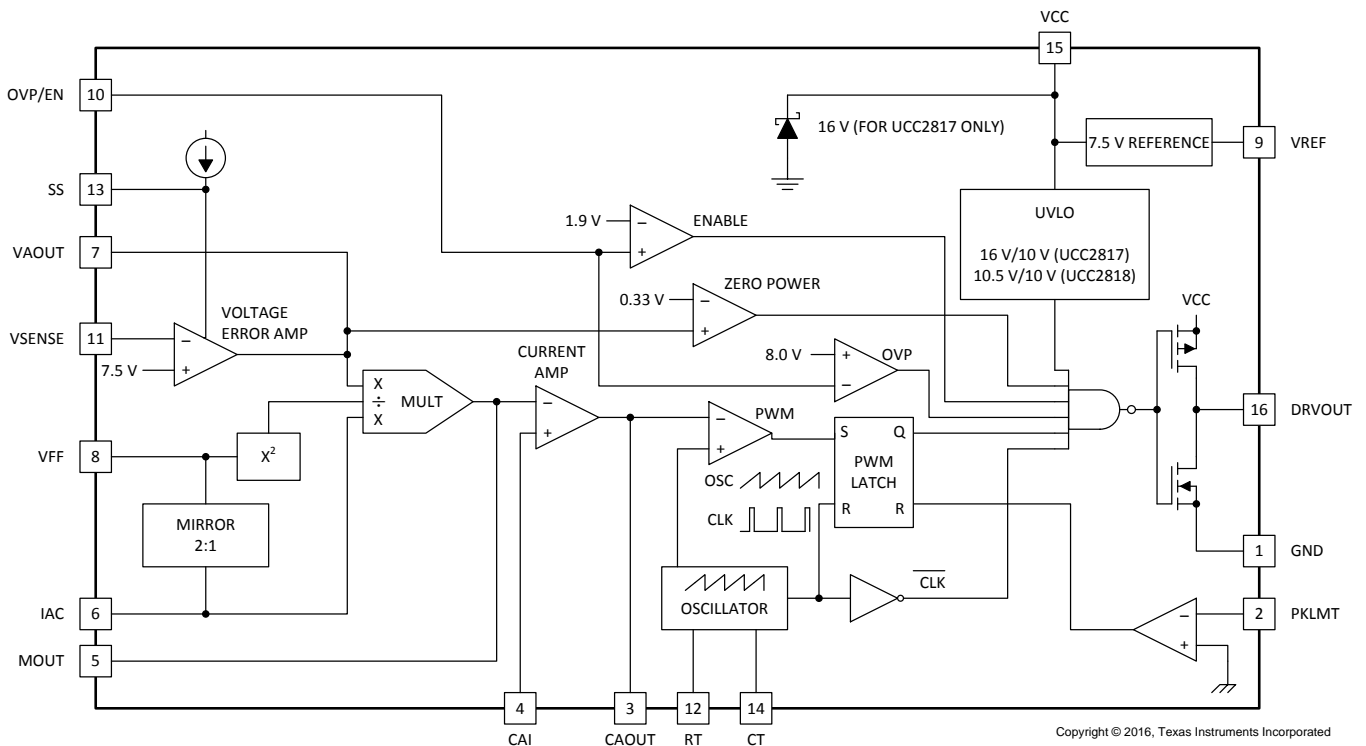 VCC
15
OVP/EN
10
16 V (FOR UCC2817 ONLY)
7.5 V REFERENCE
9
VREF
SS
13
UVLO
16 V/10 V (UCC2817)
10.5 V/10 V (UCC2818)
1.9 V
−
+
ENABLE
VAOUT
7
0.33 V
−
+
ZERO POWER
VCC
VOLTAGE
ERROR AMP
VSENSE
11
−
7.5 V
+
8.0 V
+
−
OVP
CURRENT
AMP
X
÷
X
MULT
−
+
−
+
PWM
S
Q
PWM
LATCH
R
R
16
DRVOUT
VFF
8
X2
OSC
CLK
MIRROR
2:1
1
GND
IAC
6
OSCILLATOR
CLK
−
+
2
PKLMT
MOUT
5
4
3
12
14
CAI
CAOUT
RT
CT
Copyright © 2016, Texas Instruments Incorporated